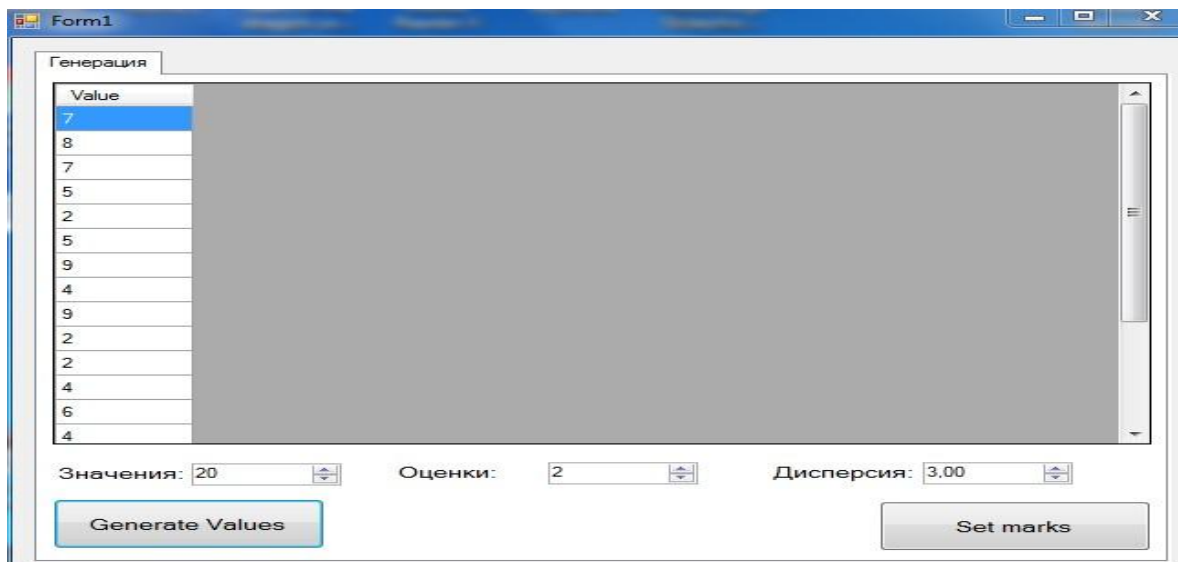 Form1
Генерация
Value
7
8
7
5
2
5
9
4
9
2
2
4
6
4
Значения: 20 Оценки: 2 Дисперсия: 3,00
Generate Values Set marks